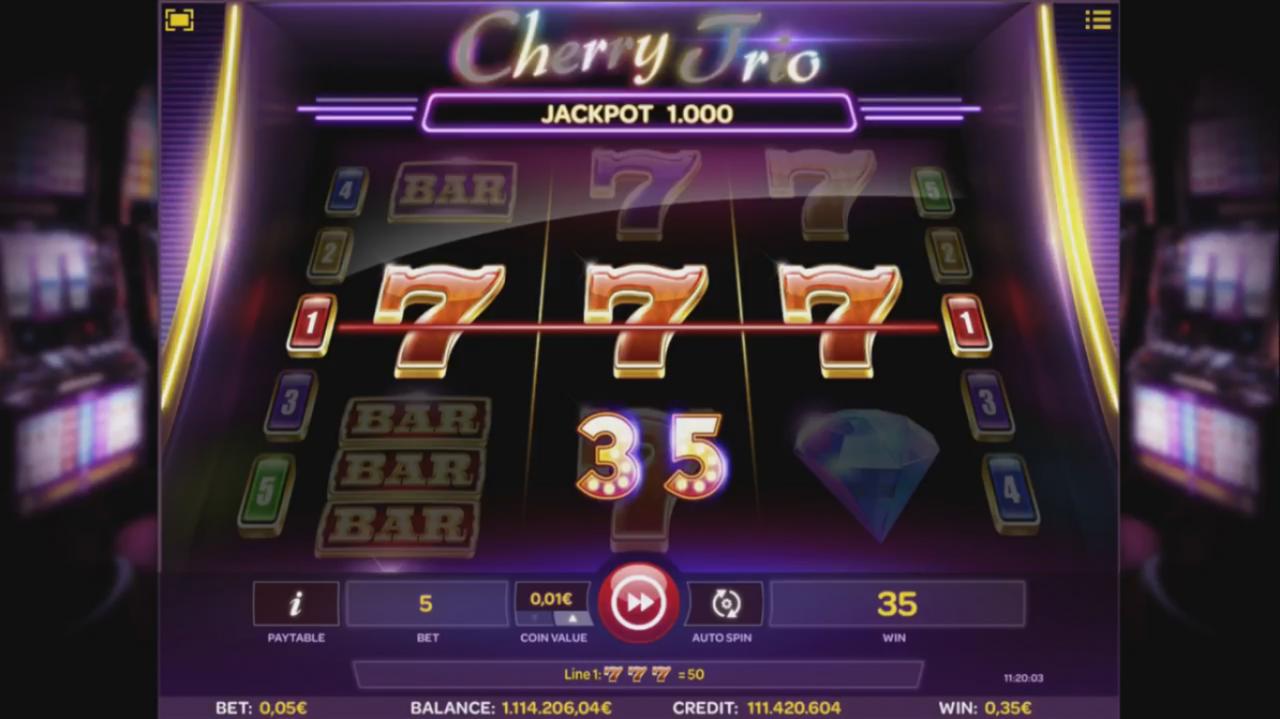 Cherry Trio
JACKPOT 1.000
4 BAR 5
2 2
1 1
3 BAR 3
BAR
35
5 BAR 4
i 5 0,01€ 35
PAYTABLE BET COIN VALUE AUTO SPIN WIN
Line 1: 7 7 7 = 50
11:20:03
BET: 0,05€ BALANCE: 1.114.206,04€ CREDIT: 111.420.604 WIN: 0,35€